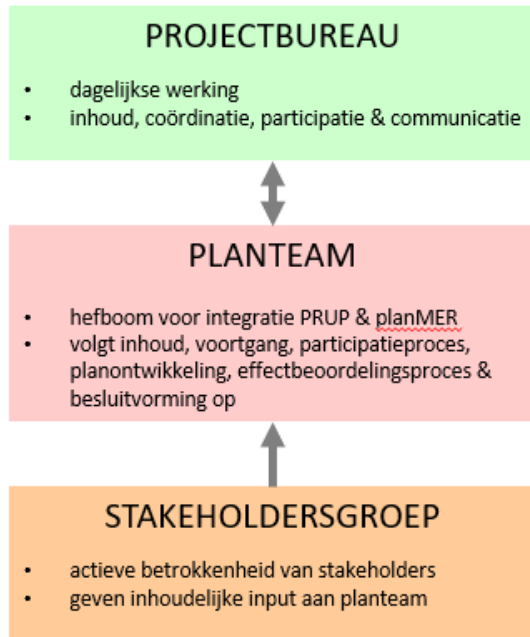 PROJECTBUREAU
• dagelijkse werking
• inhoud, coördinatie, participatie & communicatie
PLANTEAM
• hefboom voor integratie PRUP & planMER
• volgt inhoud, voortgang, participatieproces,
planontwikkeling, effectbeoordelingsproces &
besluitvorming op
STAKEHOLDERSGROEP
• actieve betrokkenheid van stakeholders
• geven inhoudelijke input aan planteam